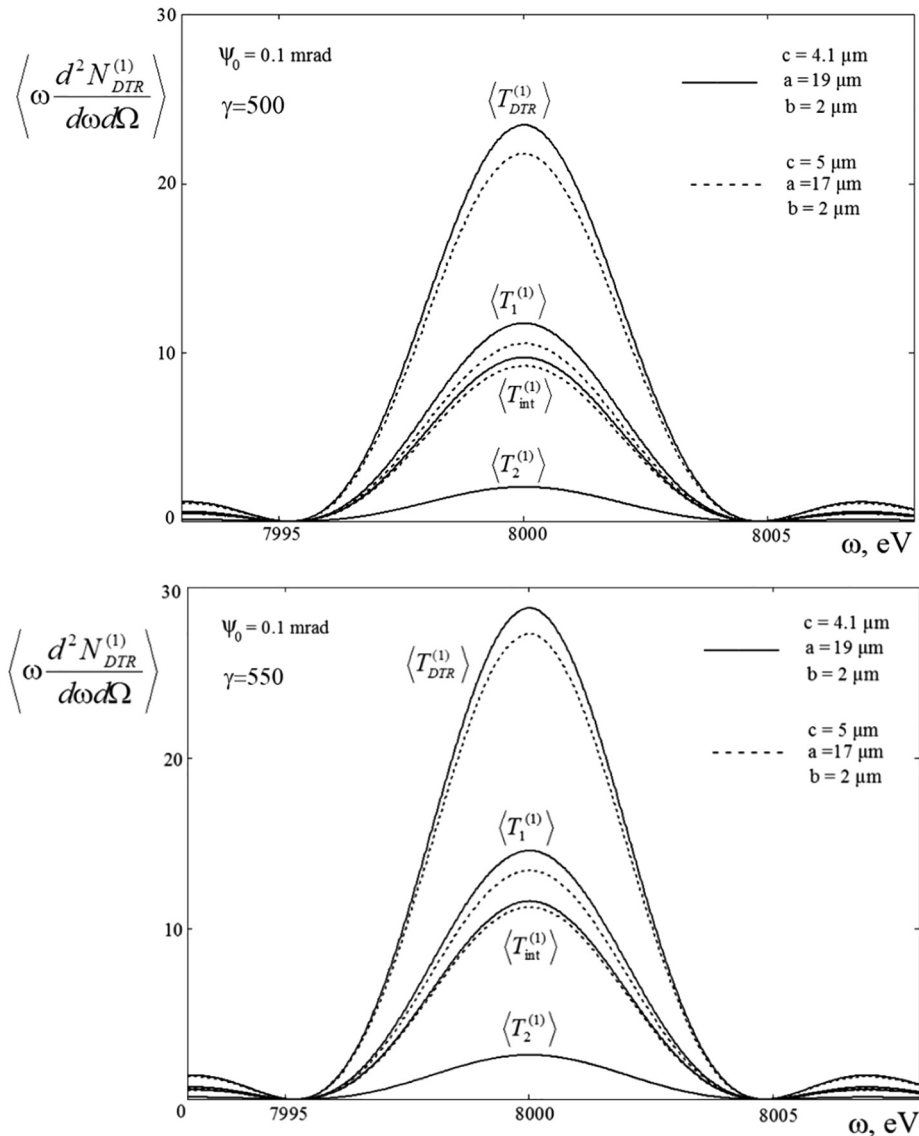 30
ψ₀ = 0.1 mrad
c = 4.1 μm
a = 19 μm
b = 2 μm
⟨ω d²N_DTR^(1) / dωdΩ⟩
γ=500
⟨T_DTR^(1)⟩
c = 5 μm
a =17 μm
b = 2 μm
20
⟨T_1^(1)⟩
10
⟨T_int^(1)⟩
⟨T_2^(1)⟩
0
7995
8000
8005
ω, eV
30
ψ₀ = 0.1 mrad
c = 4.1 μm
a = 19 μm
b = 2 μm
⟨ω d²N_DTR^(1) / dωdΩ⟩
γ=550
⟨T_DTR^(1)⟩
c = 5 μm
a =17 μm
b = 2 μm
20
⟨T_1^(1)⟩
10
⟨T_int^(1)⟩
⟨T_2^(1)⟩
0
7995
8000
8005
ω, eV